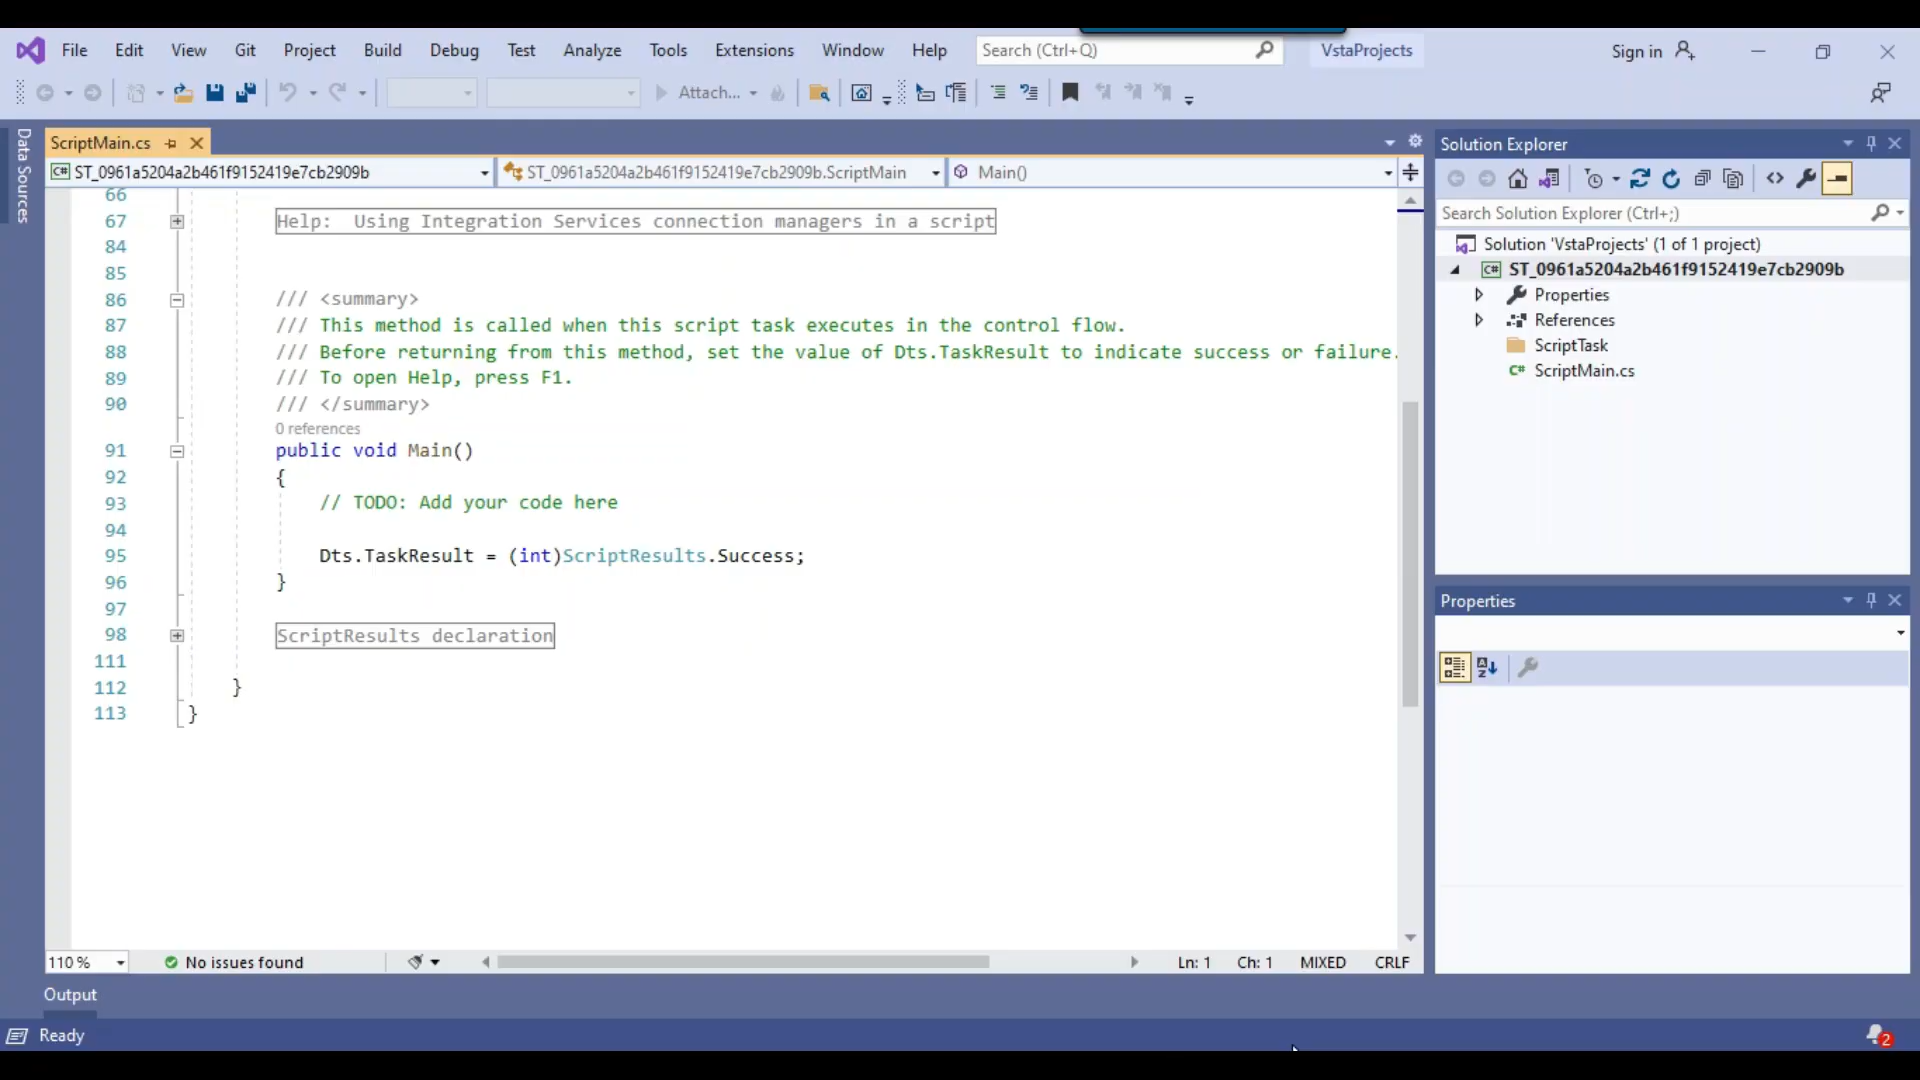 File Edit View Git Project Build Debug Test Analyze Tools Extensions Window Help Search (Ctrl+Q) VstaProjects Sign in
Attach...
Data Sources
ScriptMain.cs
ST_0961a5204a2b461f9152419e7cb2909b ST_0961a5204a2b461f9152419e7cb2909b.ScriptMain Main()
66
67 Help: Using Integration Services connection managers in a script
84
85
86 /// <summary>
87 /// This method is called when this script task executes in the control flow.
88 /// Before returning from this method, set the value of Dts.TaskResult to indicate success or failure.
89 /// To open Help, press F1.
90 /// </summary>
0 references
91 public void Main()
92 {
93 // TODO: Add your code here
94
95 Dts.TaskResult = (int)ScriptResults.Success;
96 }
97
98 ScriptResults declaration
111
112 }
113 }
110 % No issues found Ln: 1 Ch: 1 MIXED CRLF
Solution Explorer
Search Solution Explorer (Ctrl+;)
Solution 'VstaProjects' (1 of 1 project)
C# ST_0961a5204a2b461f9152419e7cb2909b
Properties
References
ScriptTask
C# ScriptMain.cs
Properties
Output
Ready
2